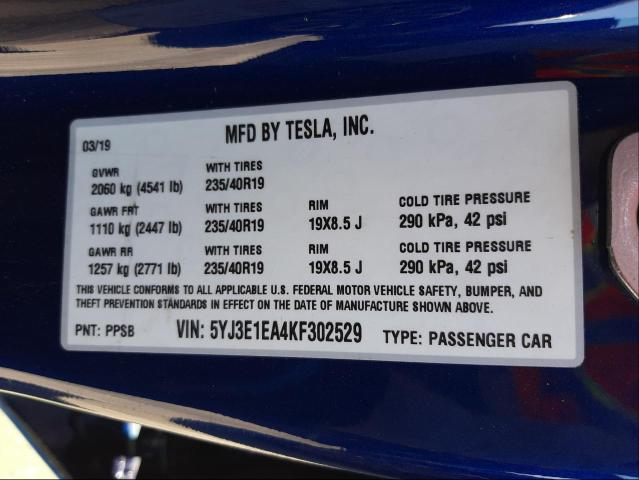 MFD BY TESLA, INC.
03/19
GVWR WITH TIRES
2060 kg (4541 lb) 235/40R19
GAWR FRT WITH TIRES RIM COLD TIRE PRESSURE
1110 kg (2447 lb) 235/40R19 19X8.5 J 290 kPa, 42 psi
GAWR RR WITH TIRES RIM COLD TIRE PRESSURE
1257 kg (2771 lb) 235/40R19 19X8.5 J 290 kPa, 42 psi
THIS VEHICLE CONFORMS TO ALL APPLICABLE U.S. FEDERAL MOTOR VEHICLE SAFETY, BUMPER, AND
THEFT PREVENTION STANDARDS IN EFFECT ON THE DATE OF MANUFACTURE SHOWN ABOVE.
PNT: PPSB VIN: 5YJ3E1EA4KF302529 TYPE: PASSENGER CAR